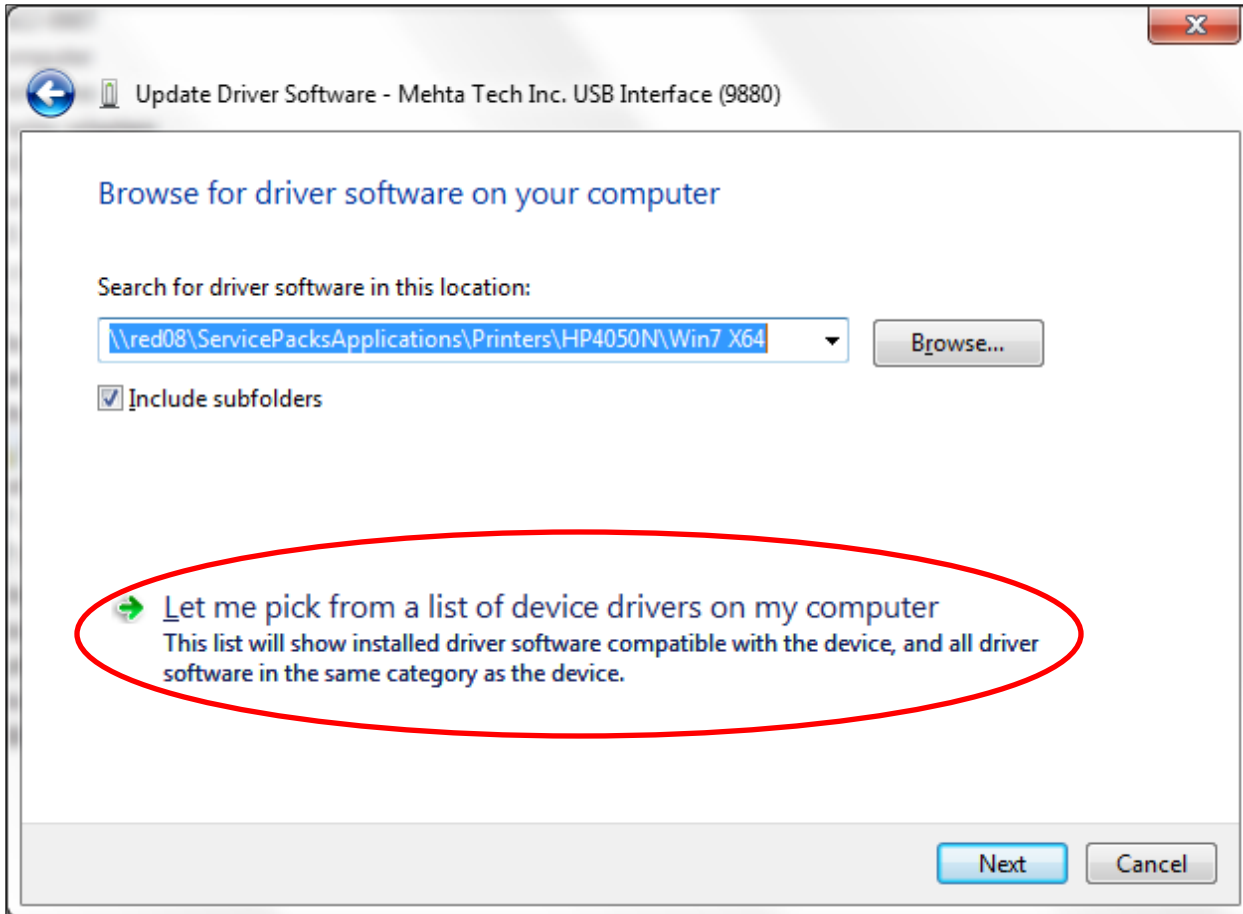 Update Driver Software - Mehta Tech Inc. USB Interface (9880)
Browse for driver software on your computer
Search for driver software in this location:
\\red08\ServicePacksApplications\Printers\HP4050N\Win7 X64
Browse...
Include subfolders
Let me pick from a list of device drivers on my computer
This list will show installed driver software compatible with the device, and all driver
software in the same category as the device.
Next
Cancel